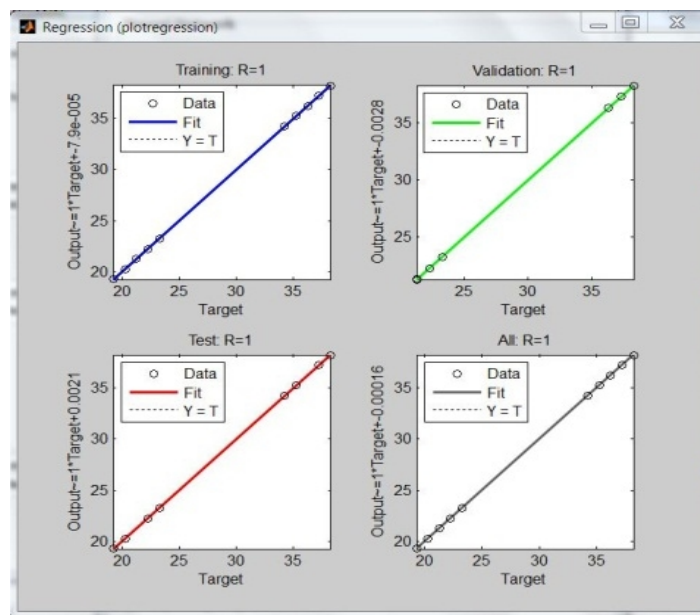 Regression (plotregression)
Training: R=1
Output~=1*Target+-7.9e-005
Data
Fit
Y = T
35
30
25
20
20
25
30
35
Target
Validation: R=1
Output~=1*Target+-0.0028
Data
Fit
Y = T
35
30
25
25
30
35
Target
Test: R=1
Output~=1*Target+0.0021
Data
Fit
Y = T
35
30
25
20
20
25
30
35
Target
All: R=1
Output~=1*Target+-0.00016
Data
Fit
Y = T
35
30
25
20
20
25
30
35
Target